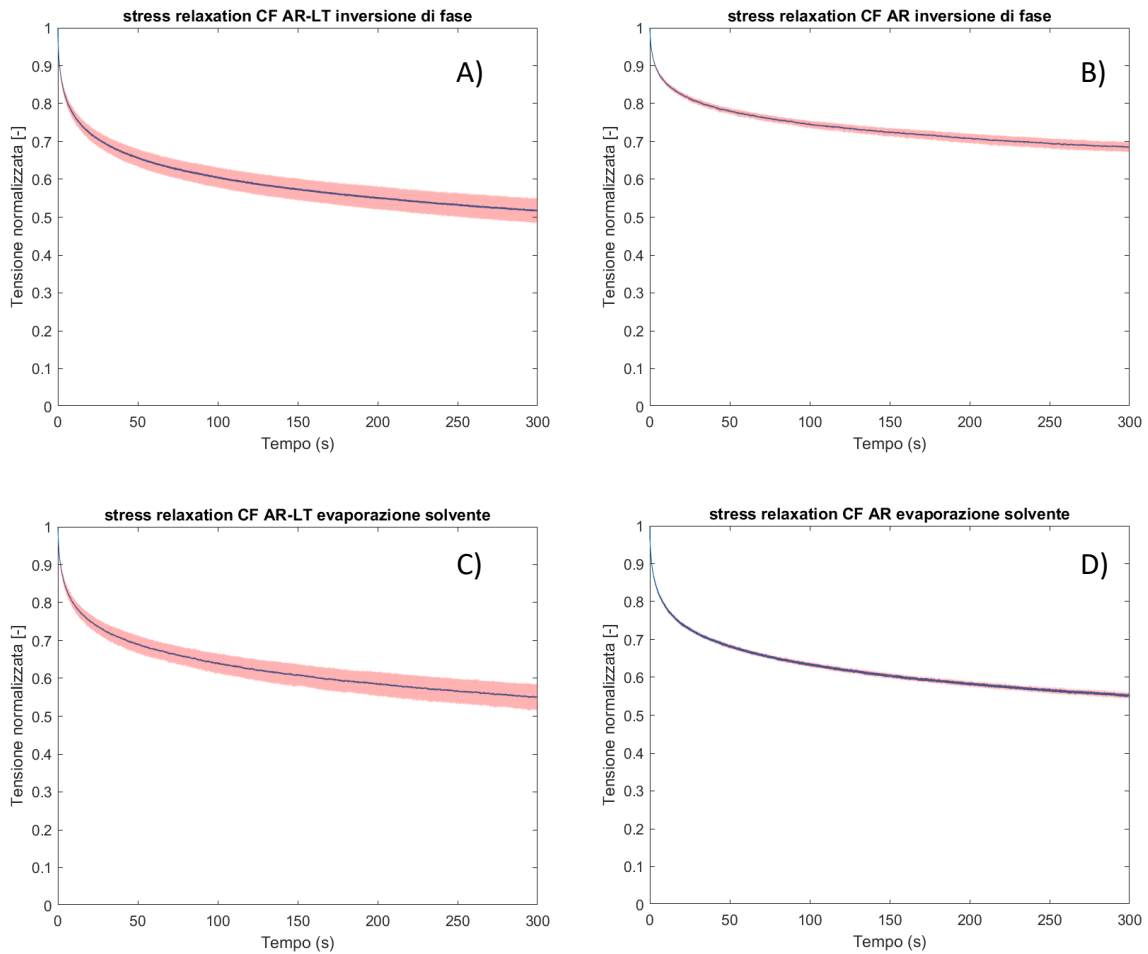 stress relaxation CF AR-LT inversione di fase
A)
Tensione normalizzata [-]
1
0.9
0.8
0.7
0.6
0.5
0.4
0.3
0.2
0.1
0
0 50 100 150 200 250 300
Tempo (s)
stress relaxation CF AR inversione di fase
B)
Tensione normalizzata [-]
1
0.9
0.8
0.7
0.6
0.5
0.4
0.3
0.2
0.1
0
0 50 100 150 200 250 300
Tempo (s)
stress relaxation CF AR-LT evaporazione solvente
C)
Tensione normalizzata [-]
1
0.9
0.8
0.7
0.6
0.5
0.4
0.3
0.2
0.1
0
0 50 100 150 200 250 300
Tempo (s)
stress relaxation CF AR evaporazione solvente
D)
Tensione normalizzata [-]
1
0.9
0.8
0.7
0.6
0.5
0.4
0.3
0.2
0.1
0
0 50 100 150 200 250 300
Tempo (s)